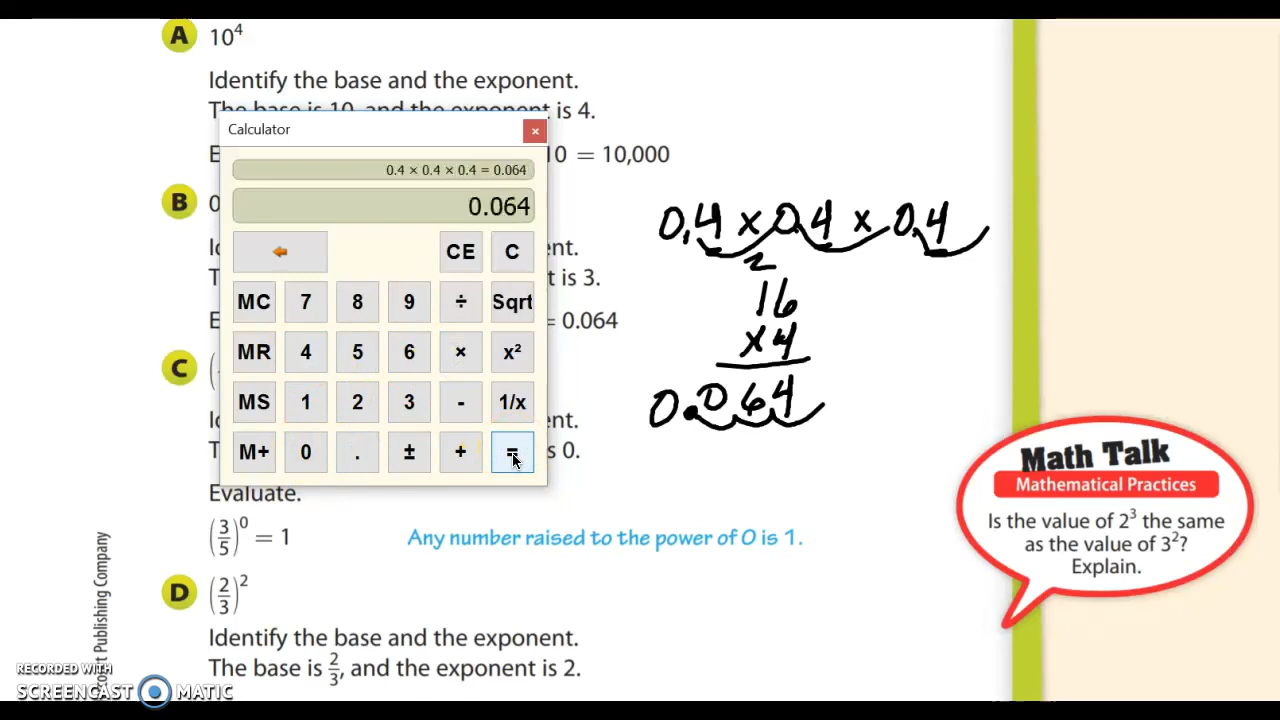 A 10⁴
Identify the base and the exponent.
The base is 10, and the exponent is 4.
Calculator
E 10 = 10,000
0.4 × 0.4 × 0.4 = 0.064
0.064
B 0
CE C
MC 7 8 9 ÷ Sqrt
MR 4 5 6 × x²
MS 1 2 3 - 1/x
M+ 0 . ± + =
Id ent.
T t is 3.
E = 0.064
C (
Id ent.
T s 0.
Evaluate.
(3/5)⁰ = 1 Any number raised to the power of 0 is 1.
D (2/3)²
Identify the base and the exponent.
The base is 2/3, and the exponent is 2.
0.4 x 0.4 x 0.4
2
16
x4
0.064
Math Talk
Mathematical Practices
Is the value of 2³ the same
as the value of 3²?
Explain.
court Publishing Company
RECORDED WITH
SCREENCAST MATIC